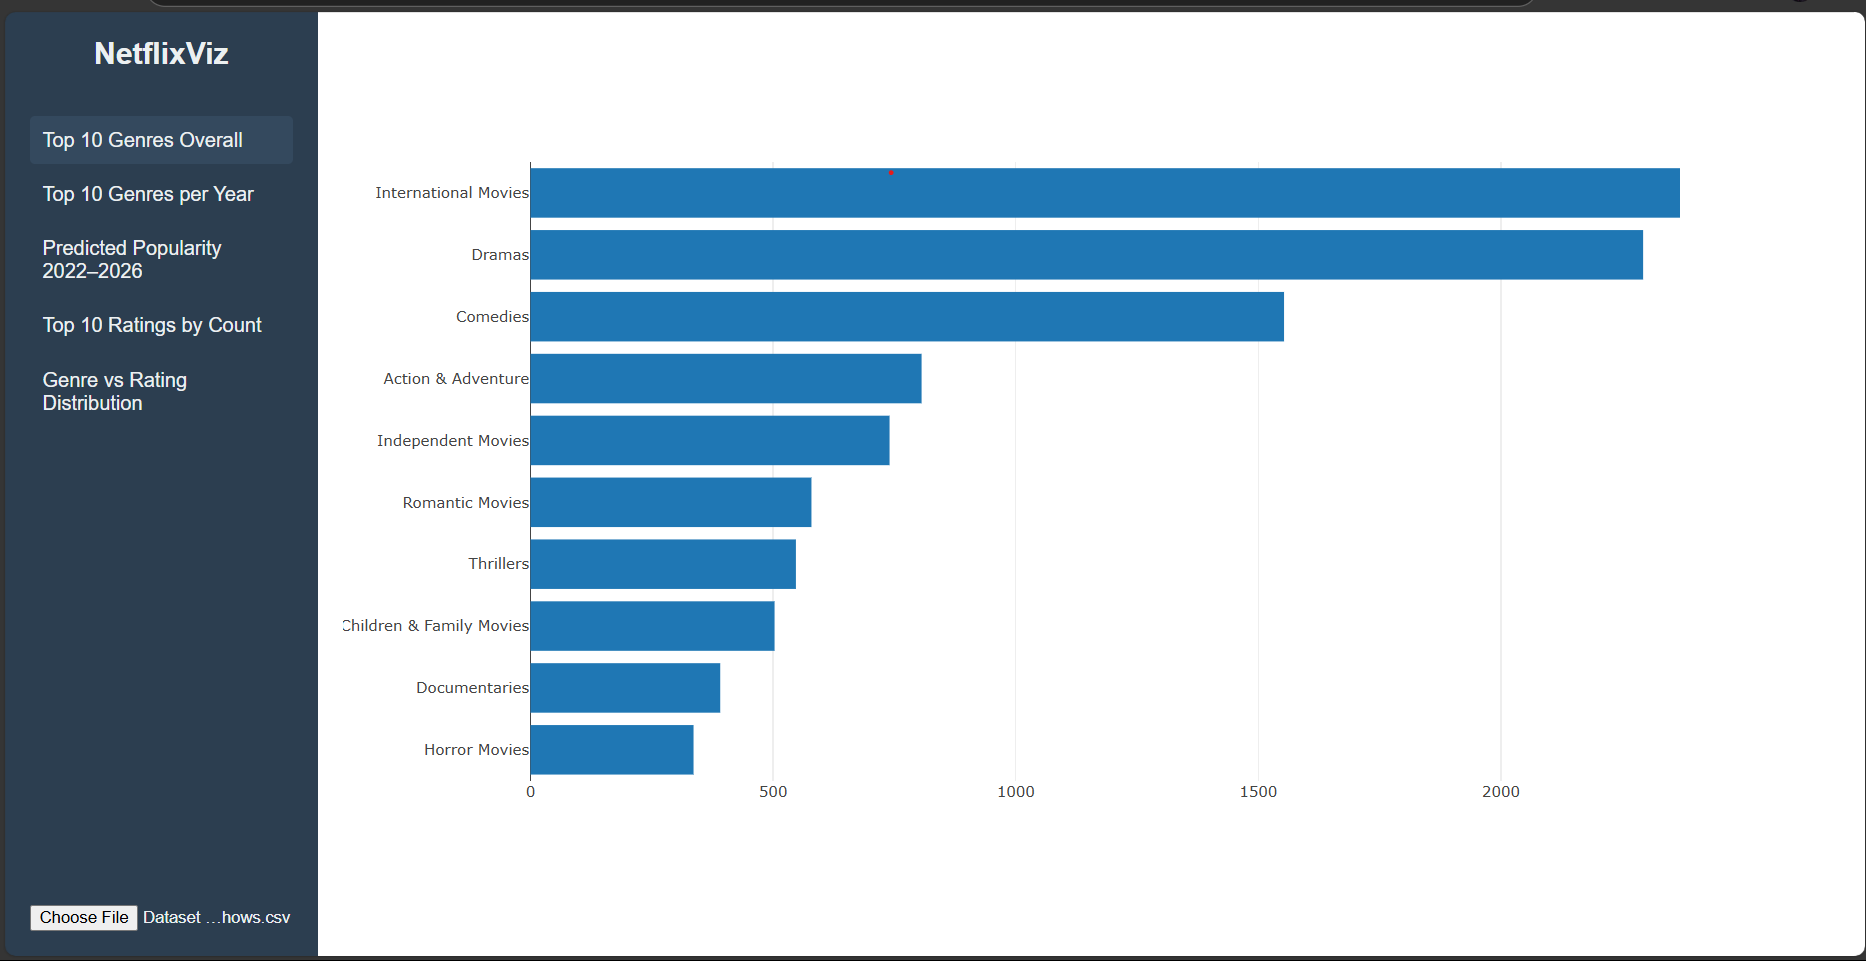 NetflixViz
Top 10 Genres Overall
Top 10 Genres per Year
Predicted Popularity
2022–2026
Top 10 Ratings by Count
Genre vs Rating
Distribution
Choose File Dataset ...hows.csv
International Movies
Dramas
Comedies
Action & Adventure
Independent Movies
Romantic Movies
Thrillers
Children & Family Movies
Documentaries
Horror Movies
0 500 1000 1500 2000